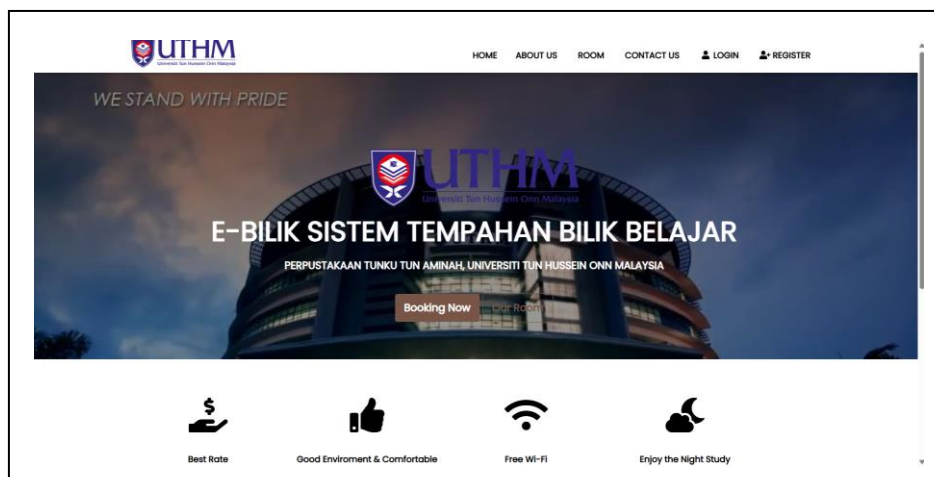 UTHM
Universiti Tun Hussein Onn Malaysia
HOME ABOUT US ROOM CONTACT US LOGIN REGISTER
WE STAND WITH PRIDE
UTHM
Universiti Tun Hussein Onn Malaysia
E-BILIK SISTEM TEMPAHAN BILIK BELAJAR
PERPUSTAKAAN TUNKU TUN AMINAH, UNIVERSITI TUN HUSSEIN ONN MALAYSIA
Booking Now Our Room
Best Rate Good Enviroment & Comfortable Free Wi-Fi Enjoy the Night Study